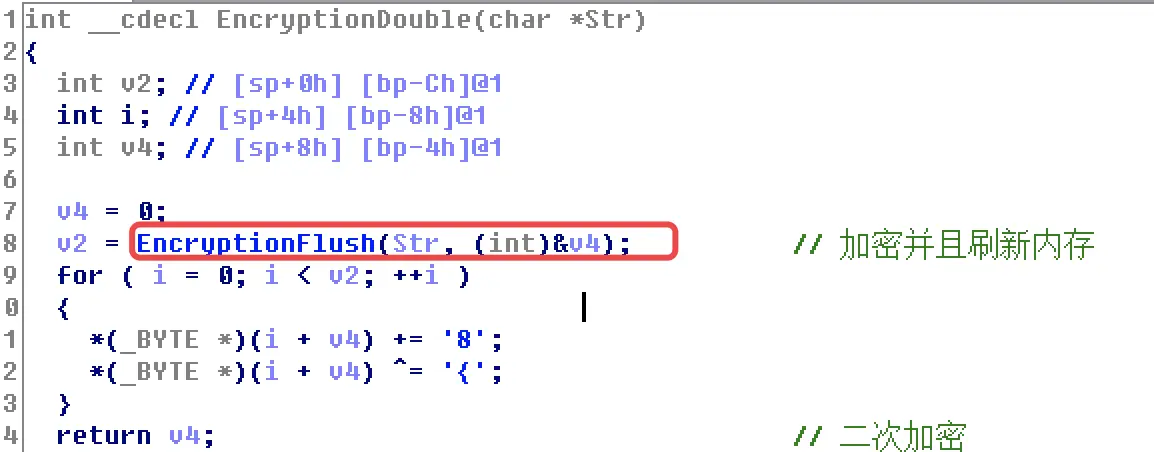 1 int __cdecl EncryptionDouble(char *Str)
2 {
3 int v2; // [sp+0h] [bp-Ch]@1
4 int i; // [sp+4h] [bp-8h]@1
5 int v4; // [sp+8h] [bp-4h]@1
6
7 v4 = 0;
8 v2 = EncryptionFlush(Str, (int)&v4); // 加密并且刷新内存
9 for ( i = 0; i < v2; ++i )
0 {
1 *(_BYTE *)(i + v4) += '8';
2 *(_BYTE *)(i + v4) ^= '{';
3 }
4 return v4; // 二次加密